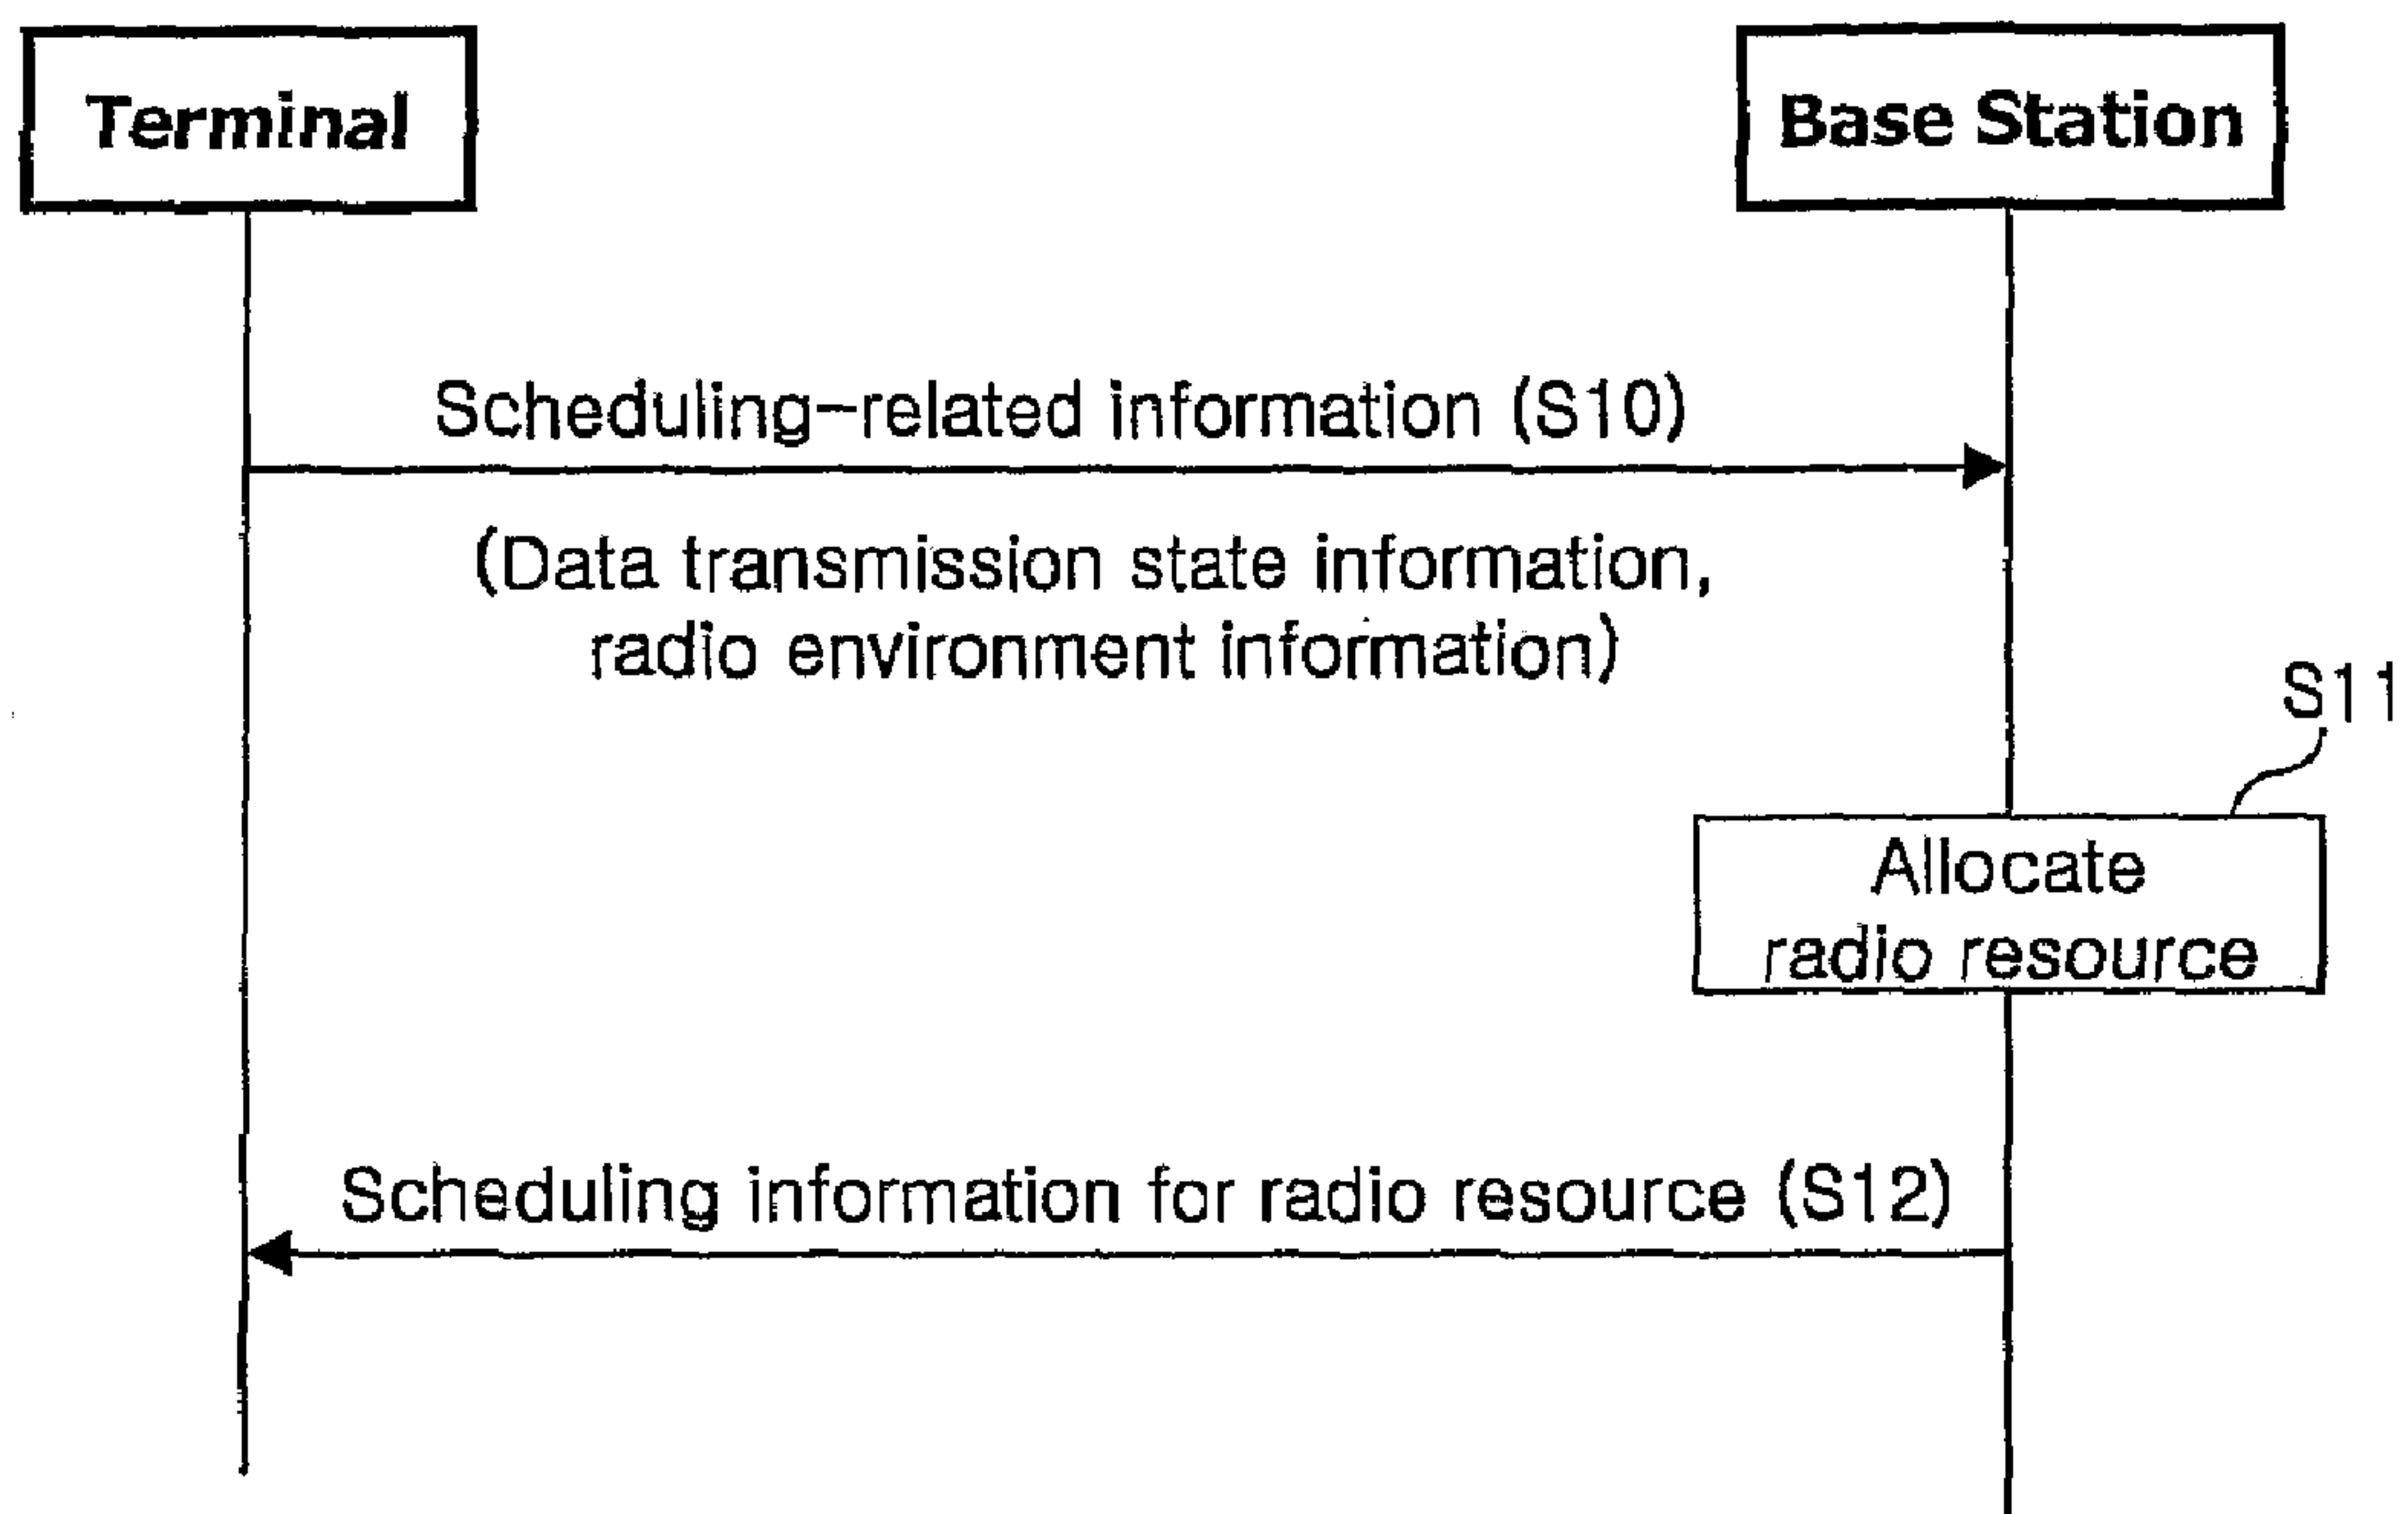 Terminal
Base Station
Scheduling-related information (S10)
(Data transmission state information,
radio environment information)
S11
Allocate
radio resource
Scheduling information for radio resource (S12)